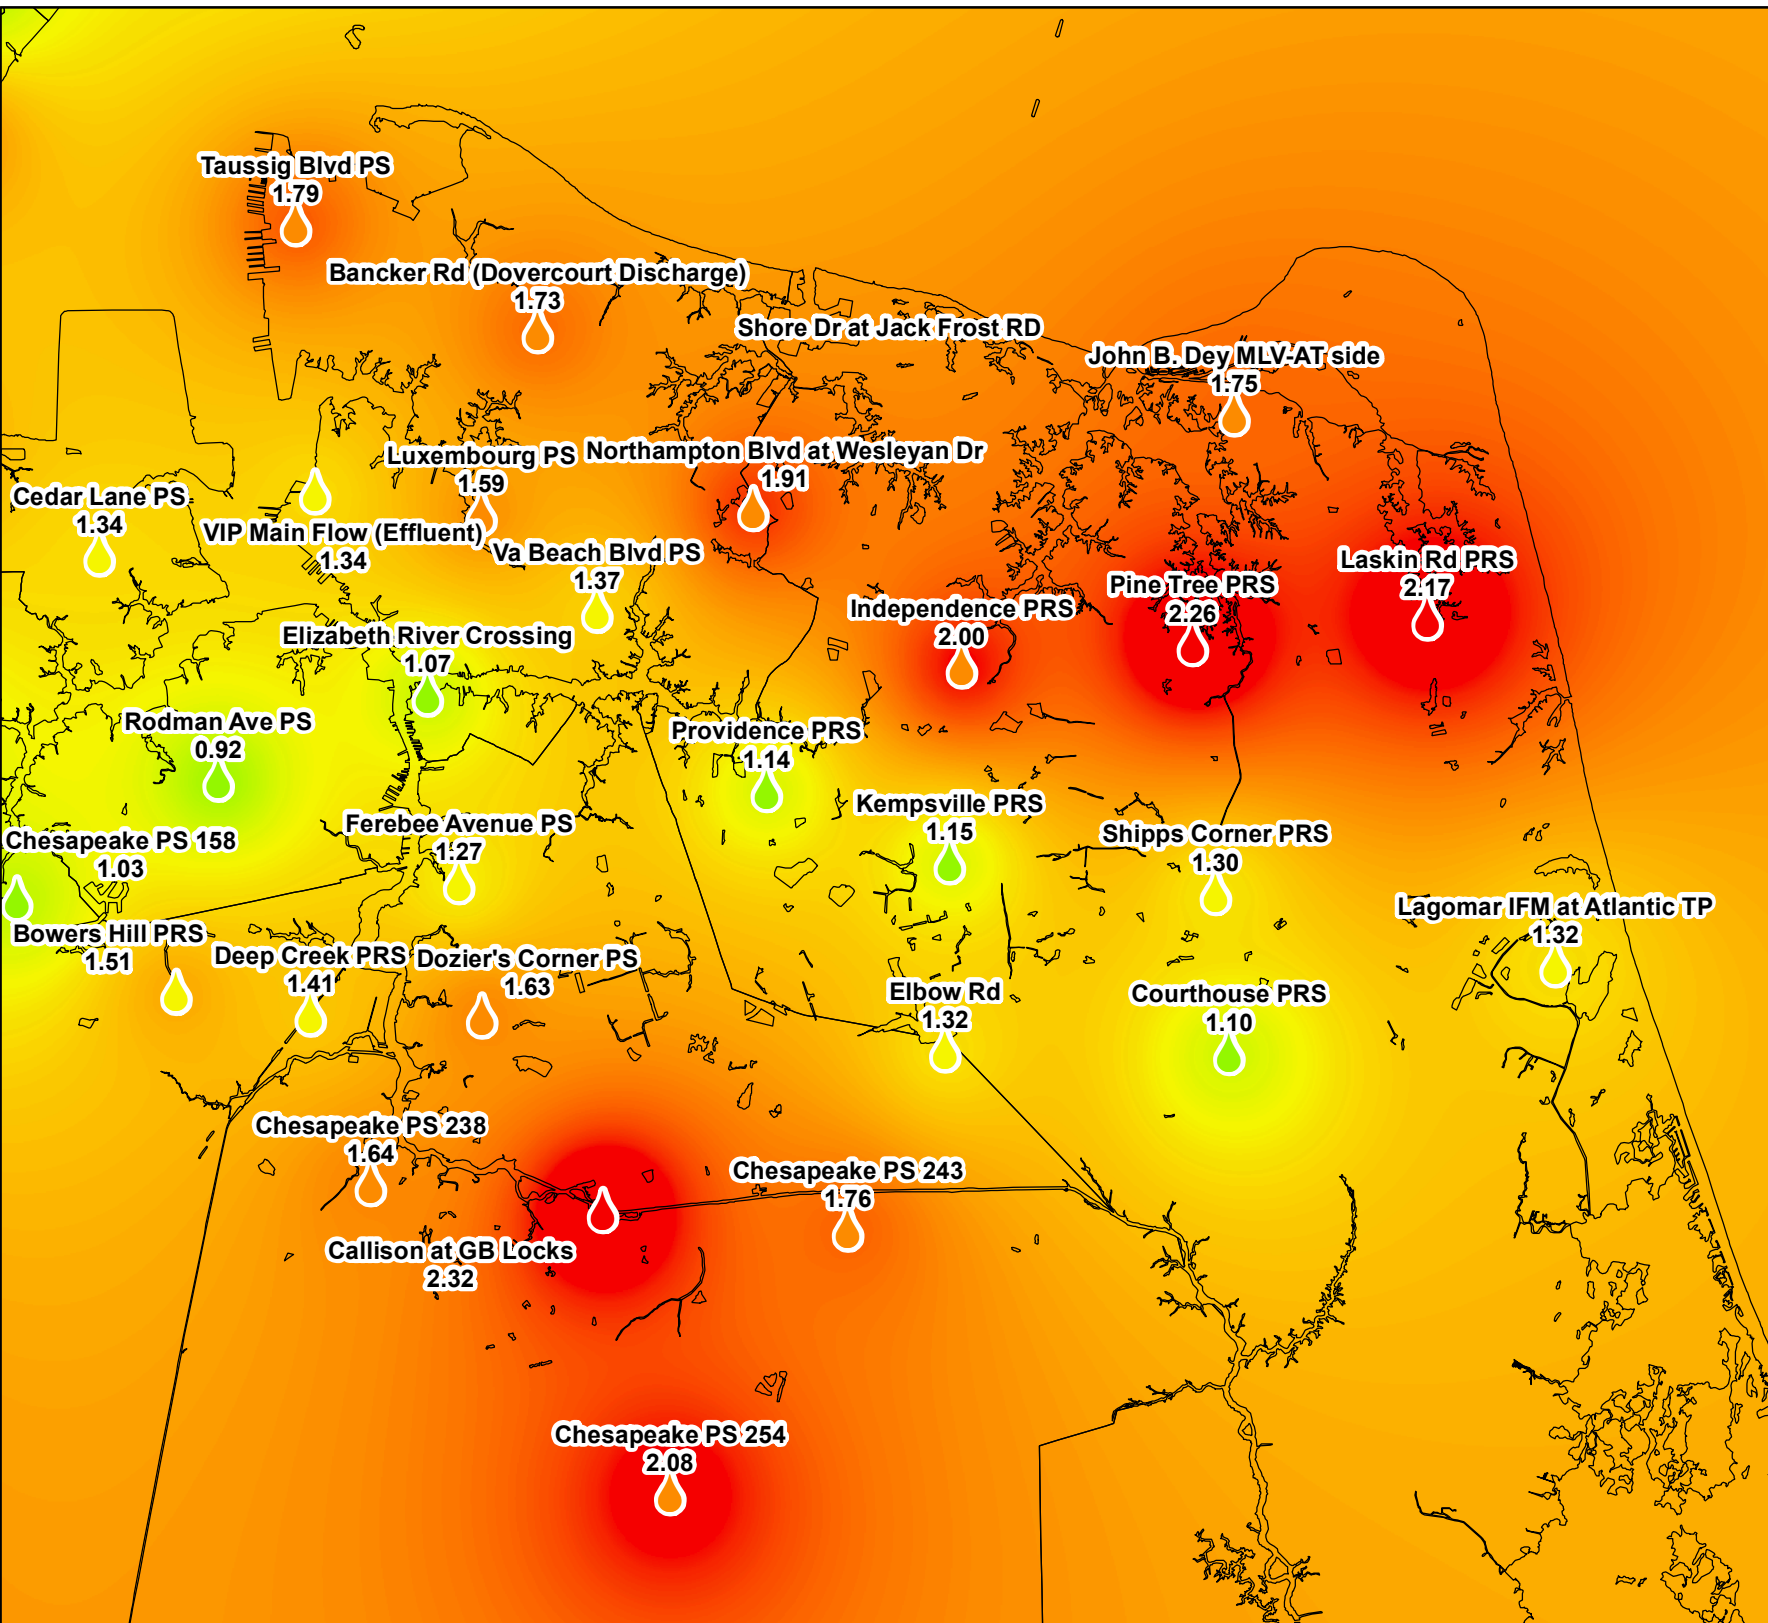 Taussig Blvd PS
1.79
Bancker Rd (Dovercourt Discharge)
1.73
Shore Dr at Jack Frost RD
John B. Dey MLV-AT side
1.75
Luxembourg PS
1.59
Northampton Blvd at Wesleyan Dr
1.91
Cedar Lane PS
1.34
VIP Main Flow (Effluent)
1.34
Va Beach Blvd PS
1.37
Laskin Rd PRS
2.17
Pine Tree PRS
2.26
Independence PRS
2.00
Elizabeth River Crossing
1.07
Rodman Ave PS
0.92
Providence PRS
1.14
Kempsville PRS
1.15
Ferebee Avenue PS
1.27
Shipps Corner PRS
1.30
Chesapeake PS 158
1.03
Lagomar IFM at Atlantic TP
1.32
Bowers Hill PRS
1.51
Deep Creek PRS
1.41
Dozier's Corner PS
1.63
Elbow Rd
1.32
Courthouse PRS
1.10
Chesapeake PS 238
1.64
Chesapeake PS 243
1.76
Callison at GB Locks
2.32
Chesapeake PS 254
2.08